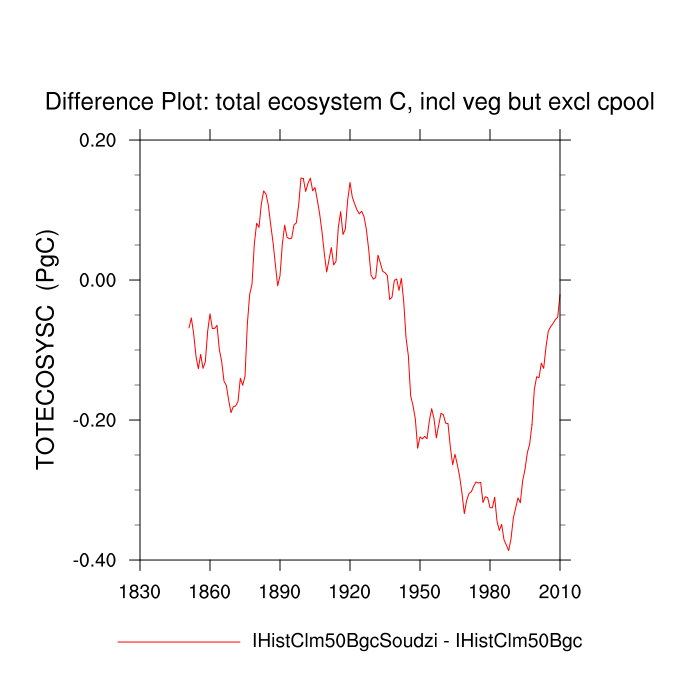 Difference Plot: total ecosystem C, incl veg but excl cpool
0.20
0.00
-0.20
-0.40
TOTECOSYSC (PgC)
1830 1860 1890 1920 1950 1980 2010
IHistClm50BgcSoudzi - IHistClm50Bgc